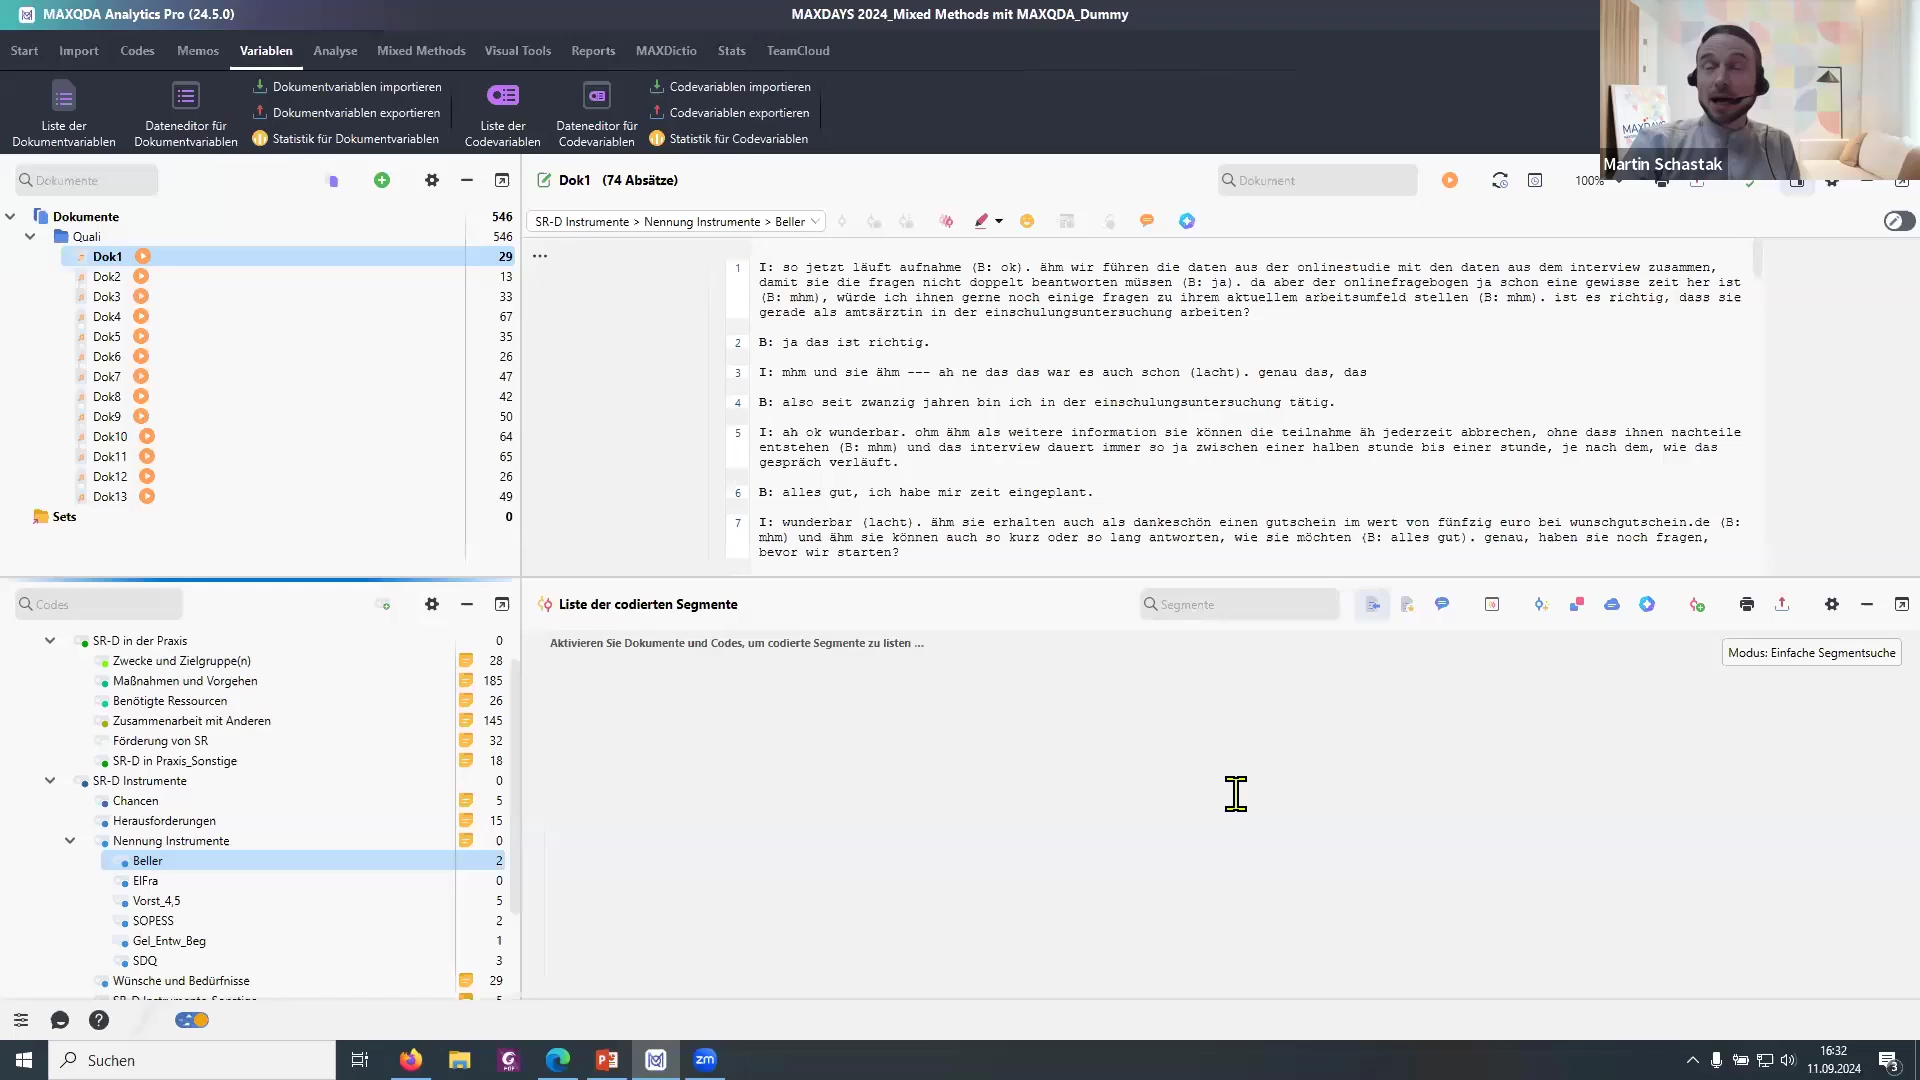 MAXQDA Analytics Pro (24.5.0)
MAXDAYS 2024_Mixed Methods mit MAXQDA_Dummy
Start Import Codes Memos Variablen Analyse Mixed Methods Visual Tools Reports MAXDictio Stats TeamCloud
Liste der Dokumentvariablen
Dateneditor für Dokumentvariablen
Dokumentvariablen importieren
Dokumentvariablen exportieren
Statistik für Dokumentvariablen
Liste der Codevariablen
Dateneditor für Codevariablen
Codevariablen importieren
Codevariablen exportieren
Statistik für Codevariablen
MAXDAYS
Martin Schastak
Dokumente
Dokumente 546
Quali 546
Dok1 29
Dok2 13
Dok3 33
Dok4 67
Dok5 35
Dok6 26
Dok7 47
Dok8 42
Dok9 50
Dok10 64
Dok11 65
Dok12 26
Dok13 49
Sets 0
Dok1 (74 Absätze)
Dokument
100%
SR-D Instrumente > Nennung Instrumente > Beller
1 I: so jetzt läuft aufnahme (B: ok). ähm wir führen die daten aus der onlinestudie mit den daten aus dem interview zusammen,
damit sie die fragen nicht doppelt beantworten müssen (B: ja). da aber der onlinefragebogen ja schon eine gewisse zeit her ist
(B: mhm), würde ich ihnen gerne noch einige fragen zu ihrem aktuellem arbeitsumfeld stellen (B: mhm). ist es richtig, dass sie
gerade als amtsärztin in der einschulungsuntersuchung arbeiten?
2 B: ja das ist richtig.
3 I: mhm und sie ähm --- ah ne das das war es auch schon (lacht). genau das, das
4 B: also seit zwanzig jahren bin ich in der einschulungsuntersuchung tätig.
5 I: ah ok wunderbar. ohm ähm als weitere information sie können die teilnahme äh jederzeit abbrechen, ohne dass ihnen nachteile
entstehen (B: mhm) und das interview dauert immer so ja zwischen einer halben stunde bis einer stunde, je nach dem, wie das
gespräch verläuft.
6 B: alles gut, ich habe mir zeit eingeplant.
7 I: wunderbar (lacht). ähm sie erhalten auch als dankeschön einen gutschein im wert von fünfzig euro bei wunschgutschein.de (B:
mhm) und ähm sie können auch so kurz oder so lang antworten, wie sie möchten (B: alles gut). genau, haben sie noch fragen,
bevor wir starten?
Codes
SR-D in der Praxis 0
Zwecke und Zielgruppe(n) 28
Maßnahmen und Vorgehen 185
Benötigte Ressourcen 26
Zusammenarbeit mit Anderen 145
Förderung von SR 32
SR-D in Praxis_Sonstige 18
SR-D Instrumente 0
Chancen 5
Herausforderungen 15
Nennung Instrumente 0
Beller 2
ElFra 0
Vorst_4,5 5
SOPESS 2
Gel_Entw_Beg 1
SDQ 3
Wünsche und Bedürfnisse 29
SR-D Instrumente_Sonstige 5
Liste der codierten Segmente
Segmente
Aktivieren Sie Dokumente und Codes, um codierte Segmente zu listen ...
Modus: Einfache Segmentsuche
Suchen
zm
16:32
11.09.2024
3